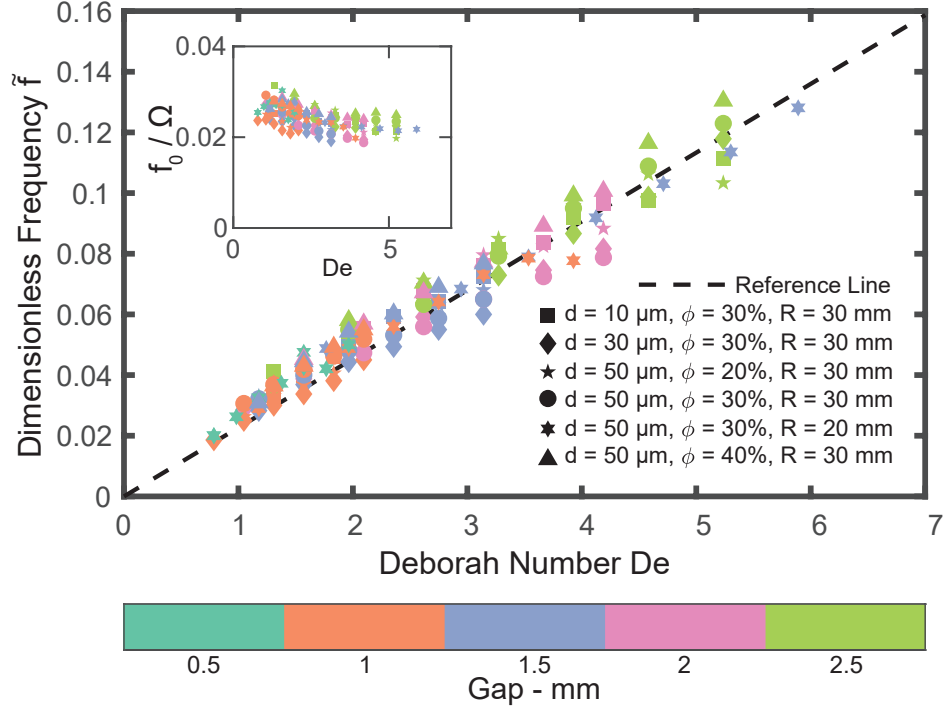 Dimensionless Frequency f̃
0.16
0.14
0.12
0.1
0.08
0.06
0.04
0.02
0
0.04
0.02
0
f₀ / Ω
0 5
De
Reference Line
d = 10 µm, ϕ = 30%, R = 30 mm
d = 30 µm, ϕ = 30%, R = 30 mm
d = 50 µm, ϕ = 20%, R = 30 mm
d = 50 µm, ϕ = 30%, R = 30 mm
d = 50 µm, ϕ = 30%, R = 20 mm
d = 50 µm, ϕ = 40%, R = 30 mm
0 1 2 3 4 5 6 7
Deborah Number De
0.5 1 1.5 2 2.5
Gap - mm